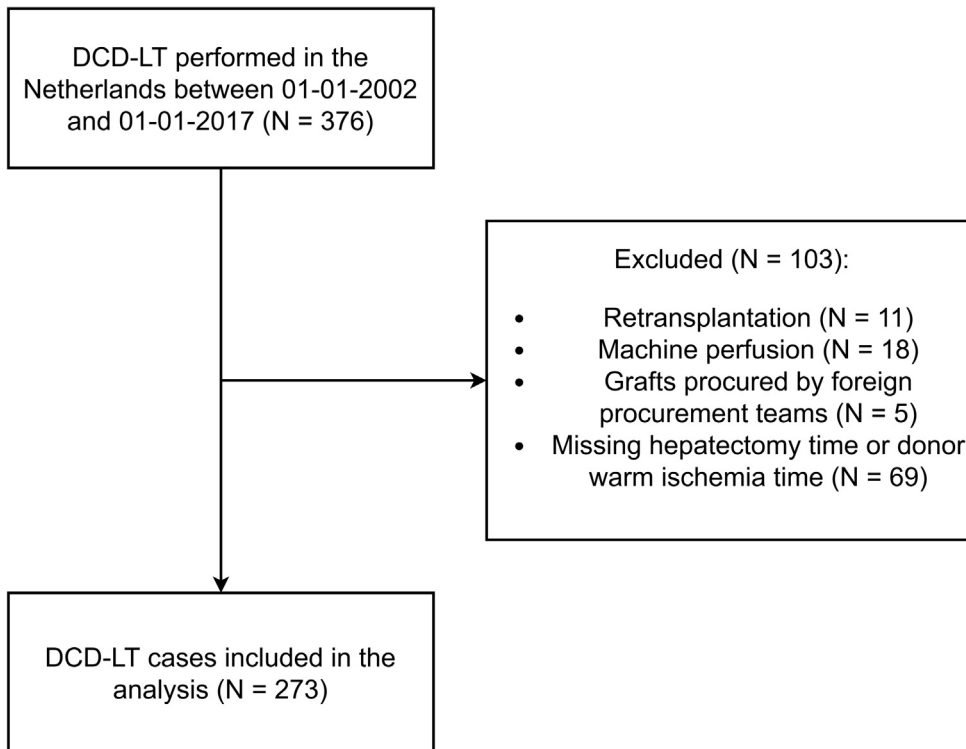 DCD-LT performed in the
Netherlands between 01-01-2002
and 01-01-2017 (N = 376)
Excluded (N = 103):
• Retransplantation (N = 11)
• Machine perfusion (N = 18)
• Grafts procured by foreign
procurement teams (N = 5)
• Missing hepatectomy time or donor
warm ischemia time (N = 69)
DCD-LT cases included in the
analysis (N = 273)